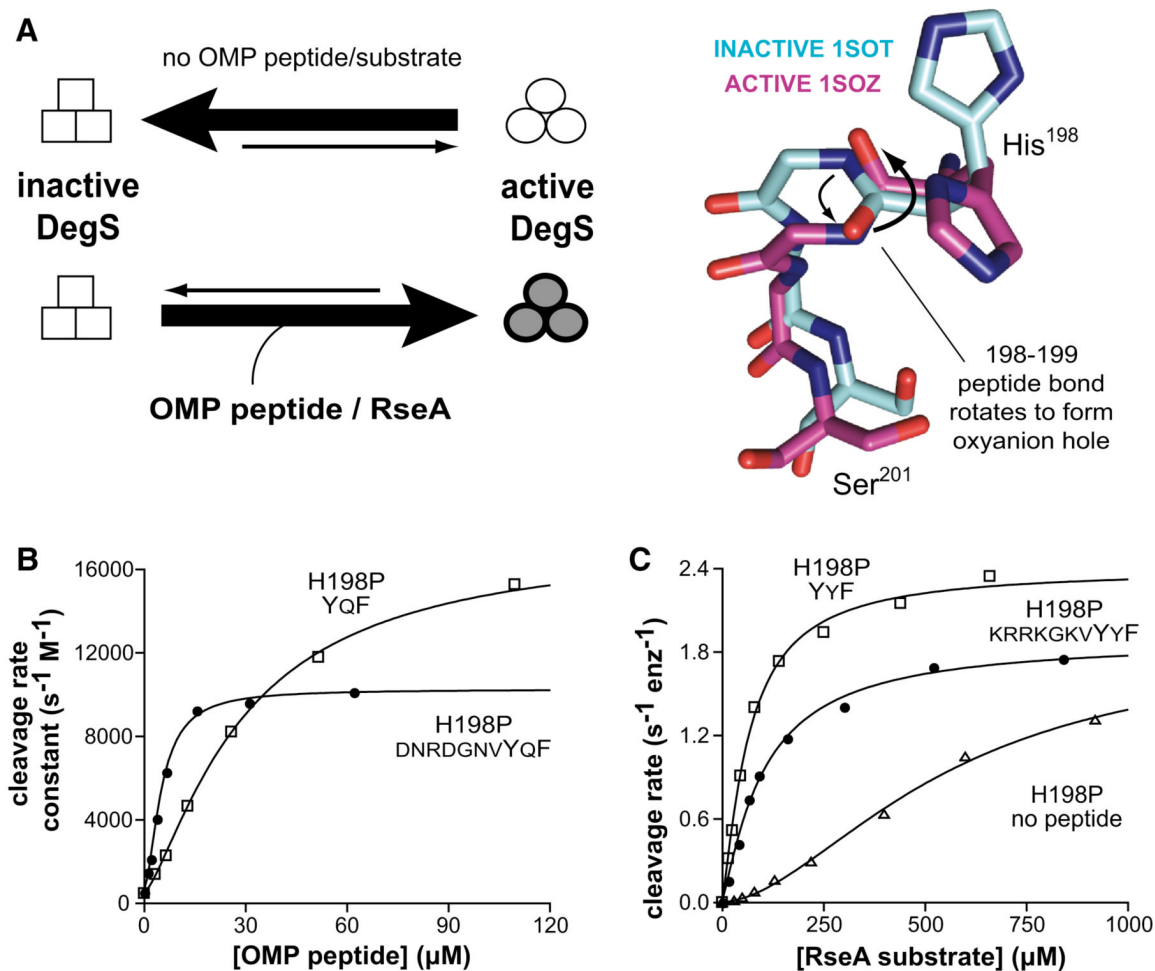 A
no OMP peptide/substrate
inactive
DegS
active
DegS
OMP peptide / RseA
INACTIVE 1SOT
ACTIVE 1SOZ
His198
198-199
peptide bond
rotates to form
oxyanion hole
Ser201
B
cleavage rate
constant (s-1 M-1)
16000
12000
8000
4000
0
H198P
YQF
H198P
DNRDGNVYQF
0 30 60 90 120
[OMP peptide] (µM)
C
cleavage rate (s-1 enz-1)
2.4
1.8
1.2
0.6
0
H198P
YYF
H198P
KRRKGKVYYF
H198P
no peptide
0 250 500 750 1000
[RseA substrate] (µM)